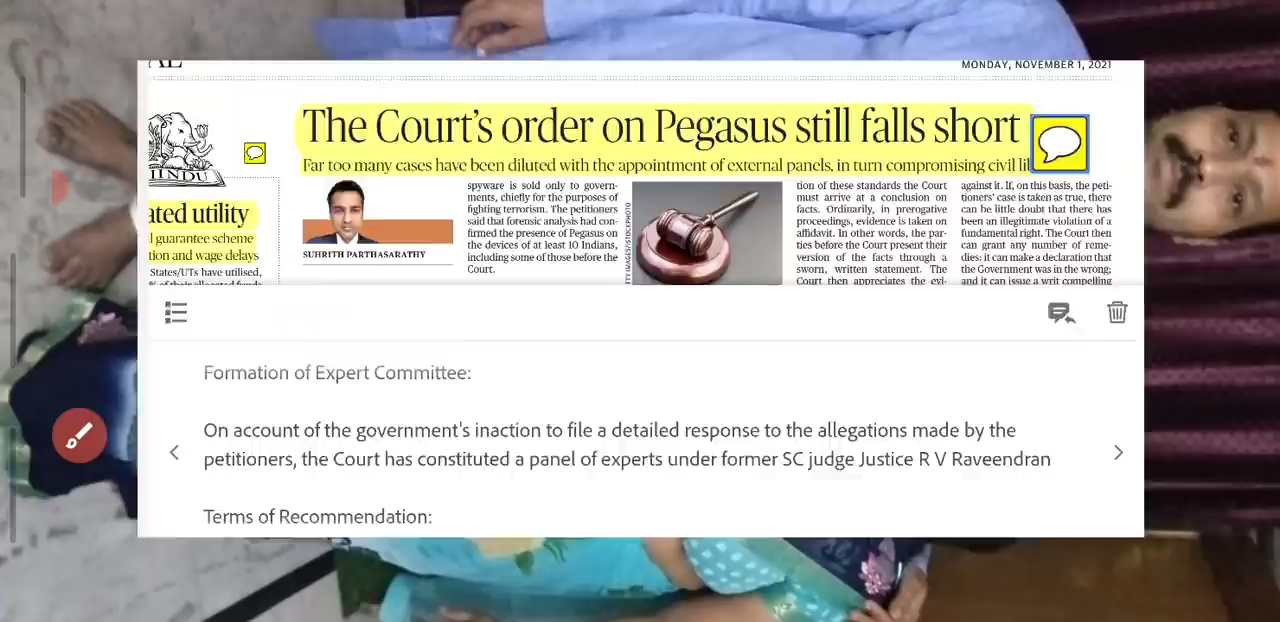 MONDAY, NOVEMBER 1, 2021
The Court's order on Pegasus still falls short
Far too many cases have been diluted with the appointment of external panels, in turn compromising civil
HINDU
ated utility
guarantee scheme
tion and wage delays
States/UTs have utilised,
% of their allocated funds
SUHRITH PARTHASARATHY
spyware is sold only to govern-
ments, chiefly for the purposes of
fighting terrorism. The petitioners
said that forensic analysis had con-
firmed the presence of Pegasus on
the devices of at least 10 Indians,
including some of those before the
Court.
TY IMAGES/ISTOCKPHOTO
tion of these standards the Court
must arrive at a conclusion on
facts. Ordinarily, in prerogative
proceedings, evidence is taken on
affidavit. In other words, the par-
ties before the Court present their
version of the facts through a
sworn, written statement. The
Court then appreciates the evi-
against it. If, on this basis, the peti-
tioners' case is taken as true, there
can be little doubt that there has
been an illegitimate violation of a
fundamental right. The Court then
can grant any number of reme-
dies: it can make a declaration that
the Government was in the wrong;
and it can issue a writ compelling
Formation of Expert Committee:
On account of the government's inaction to file a detailed response to the allegations made by the
petitioners, the Court has constituted a panel of experts under former SC judge Justice R V Raveendran
Terms of Recommendation: